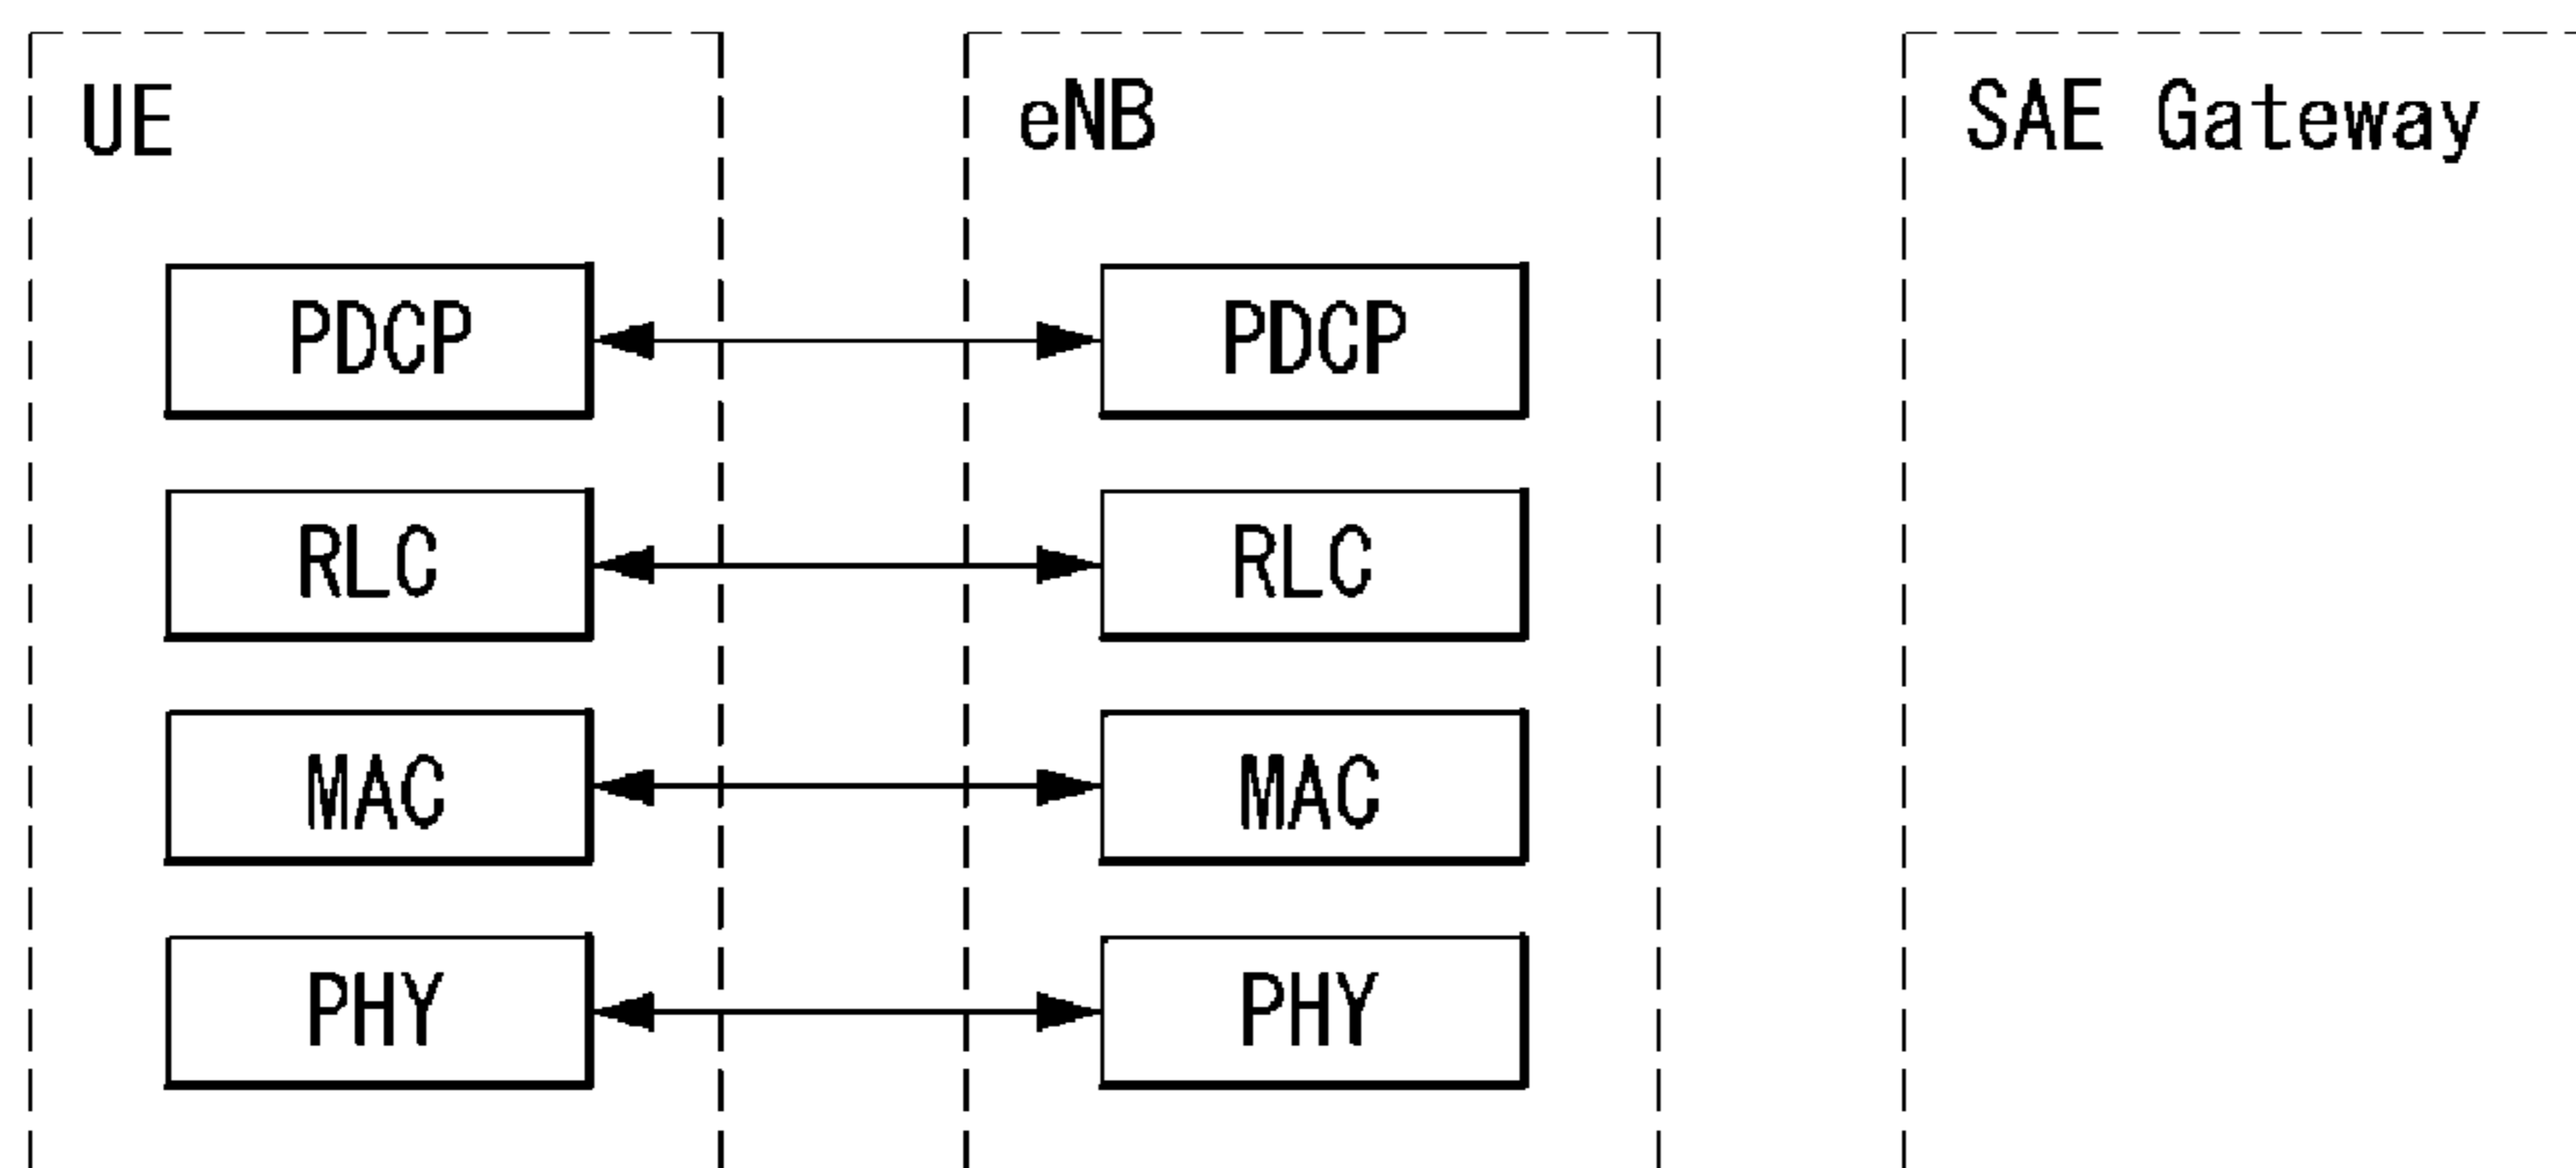 UE
eNB
SAE Gateway
PDCP
PDCP
RLC
RLC
MAC
MAC
PHY
PHY